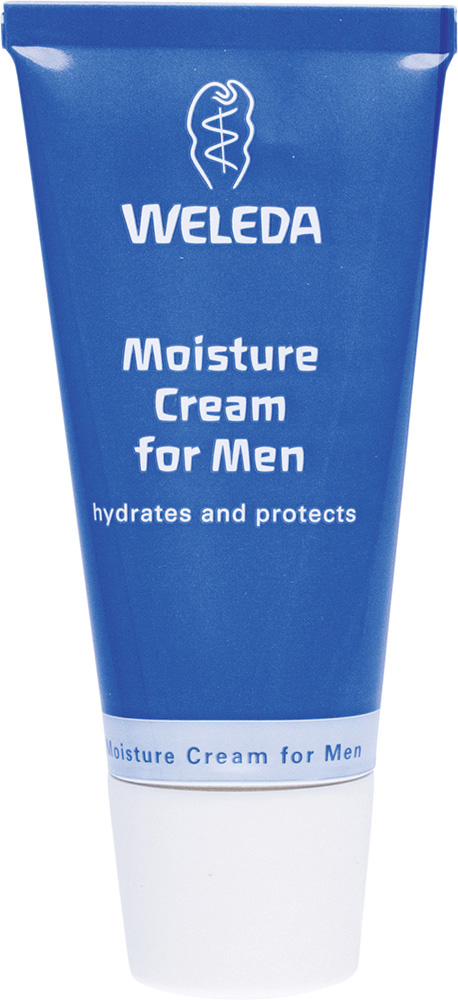 WELEDA
Moisture
Cream
for Men
hydrates and protects
Moisture Cream for Men